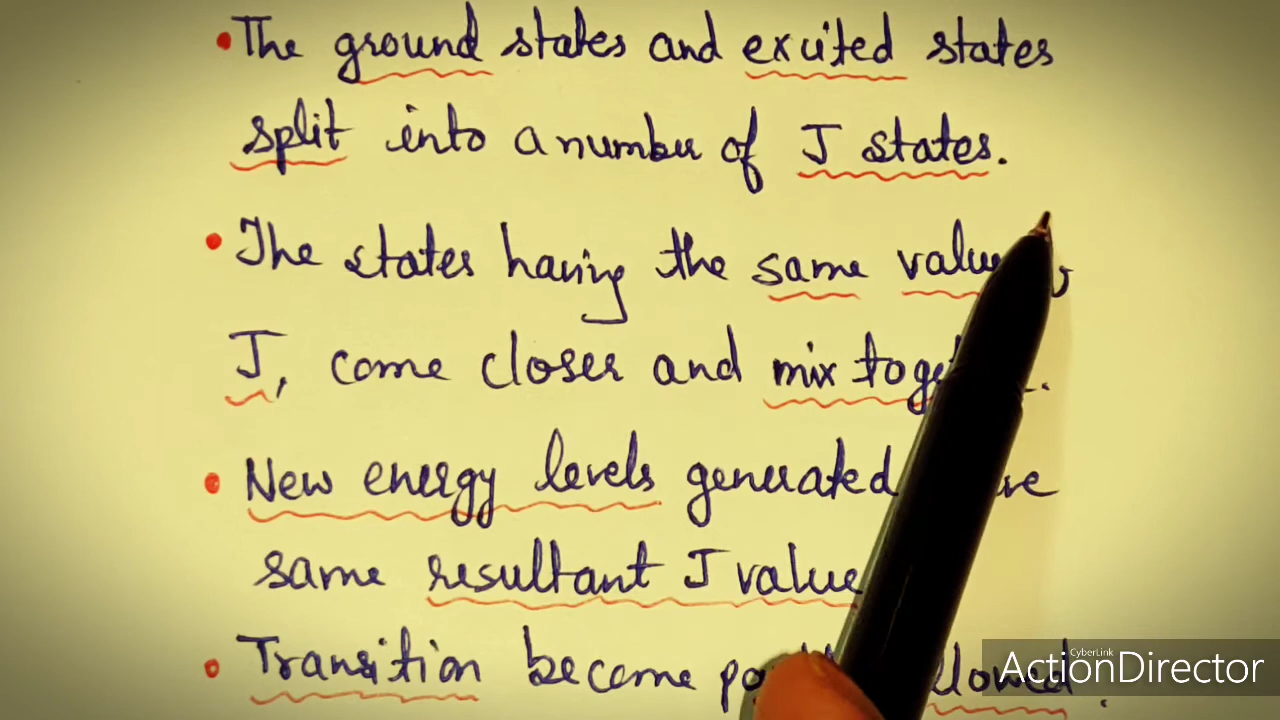 • The ground states and excited states
split into a number of J states.
• The states having the same
J, come closer and mix
• New energy levels generated
same resultant J value
• Transition become
CyberLink
ActionDirector